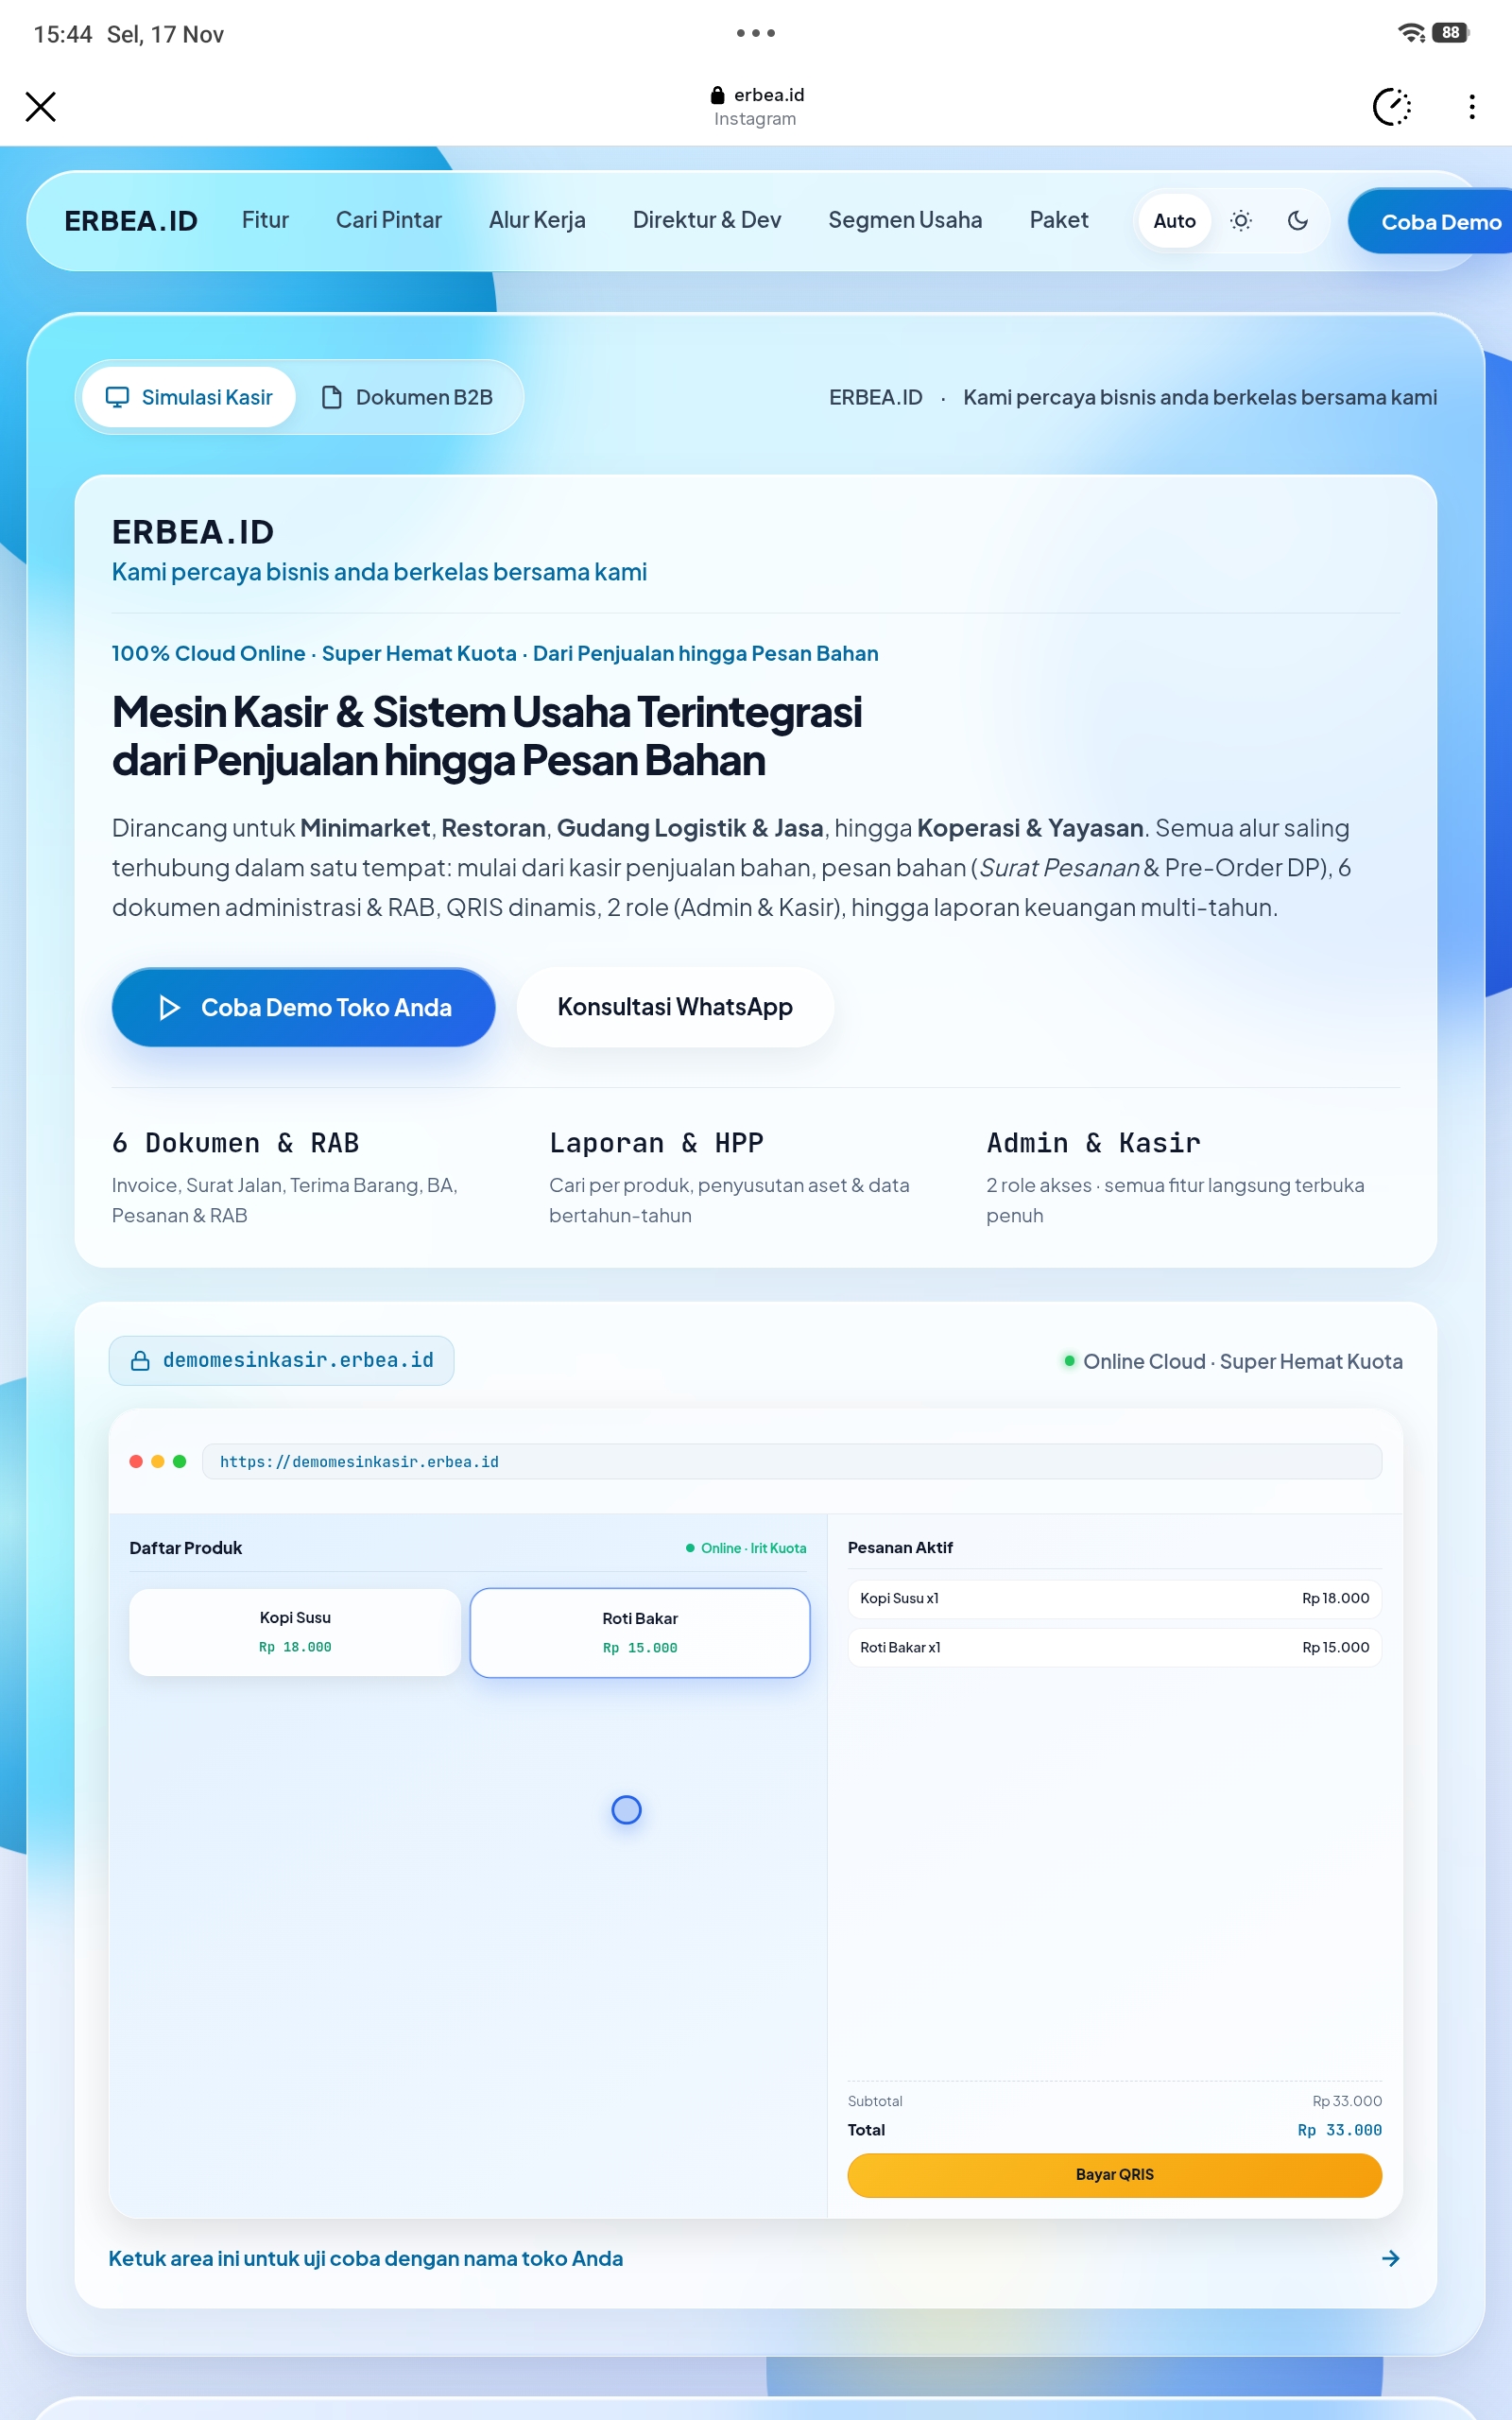 15:44 Sel, 17 Nov
88
erbea.id
Instagram
ERBEA.ID Fitur Cari Pintar Alur Kerja Direktur & Dev Segmen Usaha Paket Auto Coba Demo
Simulasi Kasir Dokumen B2B ERBEA.ID · Kami percaya bisnis anda berkelas bersama kami
ERBEA.ID
Kami percaya bisnis anda berkelas bersama kami
100% Cloud Online · Super Hemat Kuota · Dari Penjualan hingga Pesan Bahan
Mesin Kasir & Sistem Usaha Terintegrasi
dari Penjualan hingga Pesan Bahan
Dirancang untuk Minimarket, Restoran, Gudang Logistik & Jasa, hingga Koperasi & Yayasan. Semua alur saling
terhubung dalam satu tempat: mulai dari kasir penjualan bahan, pesan bahan (Surat Pesanan & Pre-Order DP), 6
dokumen administrasi & RAB, QRIS dinamis, 2 role (Admin & Kasir), hingga laporan keuangan multi-tahun.
Coba Demo Toko Anda Konsultasi WhatsApp
6 Dokumen & RAB
Invoice, Surat Jalan, Terima Barang, BA,
Pesanan & RAB
Laporan & HPP
Cari per produk, penyusutan aset & data
bertahun-tahun
Admin & Kasir
2 role akses · semua fitur langsung terbuka
penuh
demomesinkasir.erbea.id Online Cloud · Super Hemat Kuota
https://demomesinkasir.erbea.id
Daftar Produk Online · Irit Kuota
Kopi Susu
Rp 18.000
Roti Bakar
Rp 15.000
Pesanan Aktif
Kopi Susu x1 Rp 18.000
Roti Bakar x1 Rp 15.000
Subtotal Rp 33.000
Total Rp 33.000
Bayar QRIS
Ketuk area ini untuk uji coba dengan nama toko Anda